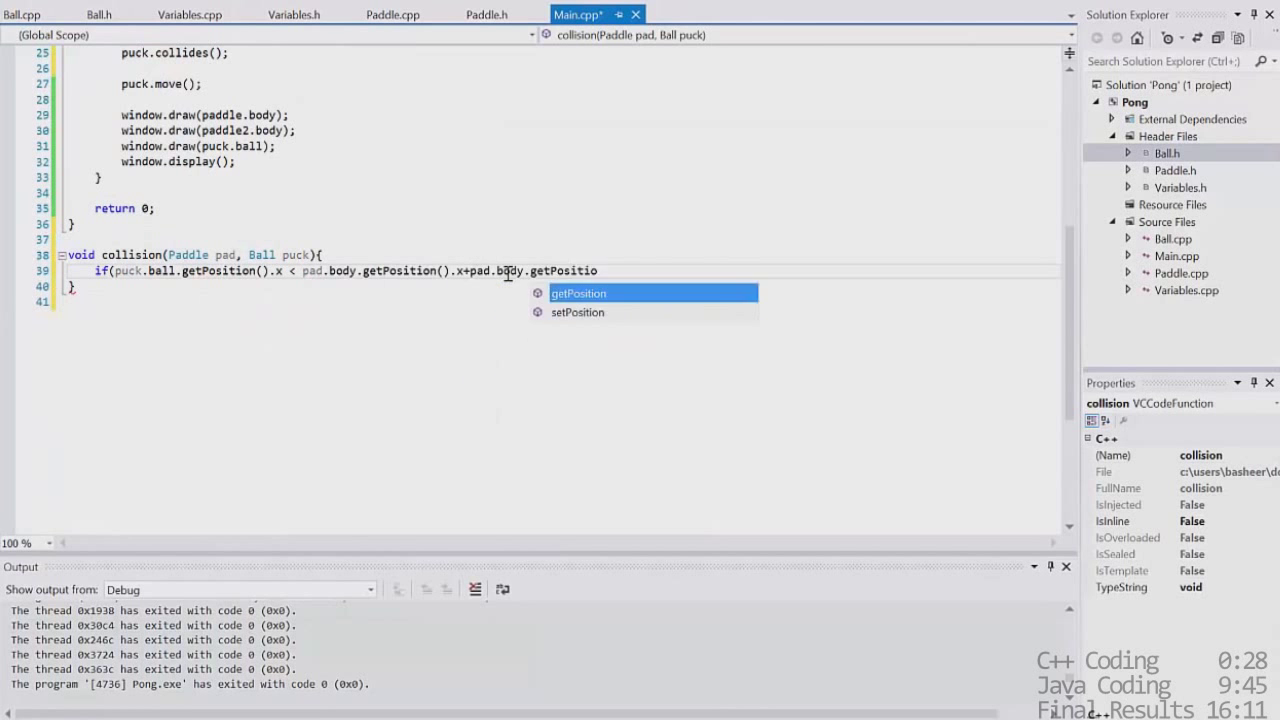 Ball.cpp Ball.h Variables.cpp Variables.h Paddle.cpp Paddle.h Main.cpp*
(Global Scope) collision(Paddle pad, Ball puck)
25 puck.collides();
26
27 puck.move();
28
29 window.draw(paddle.body);
30 window.draw(paddle2.body);
31 window.draw(puck.ball);
32 window.display();
33 }
34
35 return 0;
36 }
37
38 void collision(Paddle pad, Ball puck){
39 if(puck.ball.getPosition().x < pad.body.getPosition().x+pad.body.getPositio
40 }
41
getPosition
setPosition
100 %
Output
Show output from: Debug
The thread 0x1938 has exited with code 0 (0x0).
The thread 0x30c4 has exited with code 0 (0x0).
The thread 0x246c has exited with code 0 (0x0).
The thread 0x3724 has exited with code 0 (0x0).
The thread 0x363c has exited with code 0 (0x0).
The program '[4736] Pong.exe' has exited with code 0 (0x0).
Solution Explorer
Search Solution Explorer (Ctrl+;)
Solution 'Pong' (1 project)
Pong
External Dependencies
Header Files
Ball.h
Paddle.h
Variables.h
Resource Files
Source Files
Ball.cpp
Main.cpp
Paddle.cpp
Variables.cpp
Properties
collision VCCodeFunction
C++
(Name) collision
File c:\users\basheer\do
FullName collision
IsInjected False
IsInline False
IsOverloaded False
IsSealed False
IsTemplate False
TypeString void
C++ Coding 0:28
Java Coding 9:45
Final Results 16:11
C++